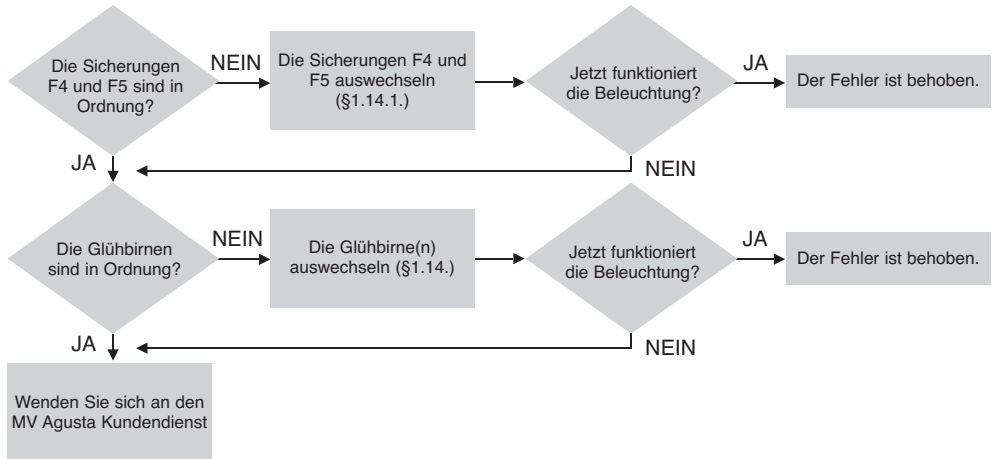 Die Sicherungen
F4 und F5 sind in
Ordnung?
NEIN
Die Sicherungen F4 und
F5 auswechseln
(§1.14.1.)
Jetzt funktioniert
die Beleuchtung?
JA
Der Fehler ist behoben.
JA
NEIN
Die Glühbirnen
sind in Ordnung?
NEIN
Die Glühbirne(n)
auswechseln (§1.14.)
Jetzt funktioniert
die Beleuchtung?
JA
Der Fehler ist behoben.
JA
NEIN
Wenden Sie sich an den
MV Agusta Kundendienst